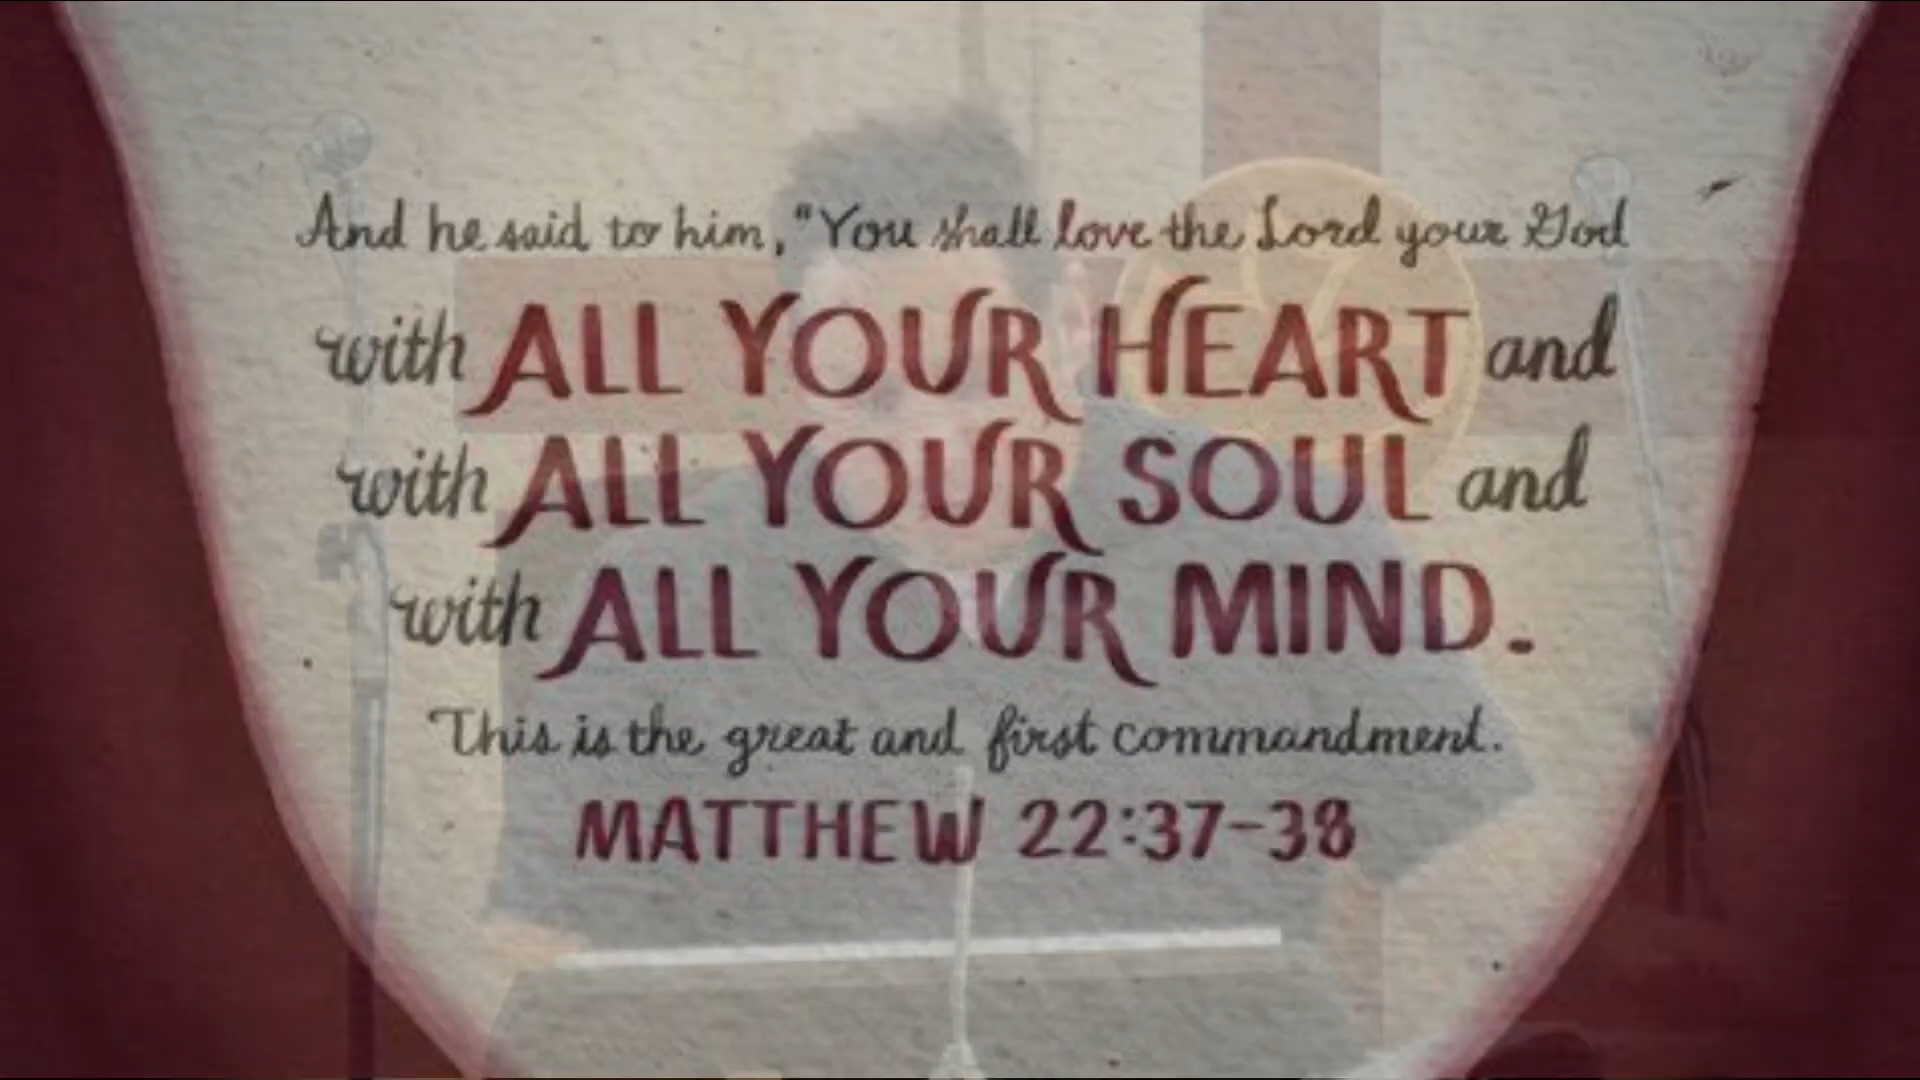 And he said to him, "You shall love the Lord your God
with ALL YOUR HEART and
with ALL YOUR SOUL and
with ALL YOUR MIND.
This is the great and first commandment.
MATTHEW 22:37-38